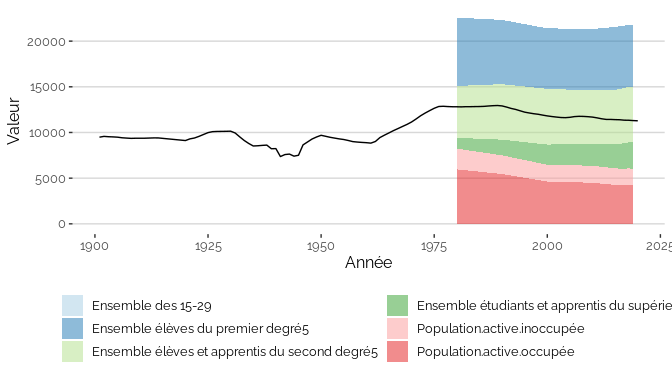 20000
15000
10000
5000
0
Valeur
1900
1925
1950
1975
2000
2025
Année
Ensemble des 15-29
Ensemble élèves du premier degré5
Ensemble élèves et apprentis du second degré5
Ensemble étudiants et apprentis du supérie
Population.active.inoccupée
Population.active.occupée